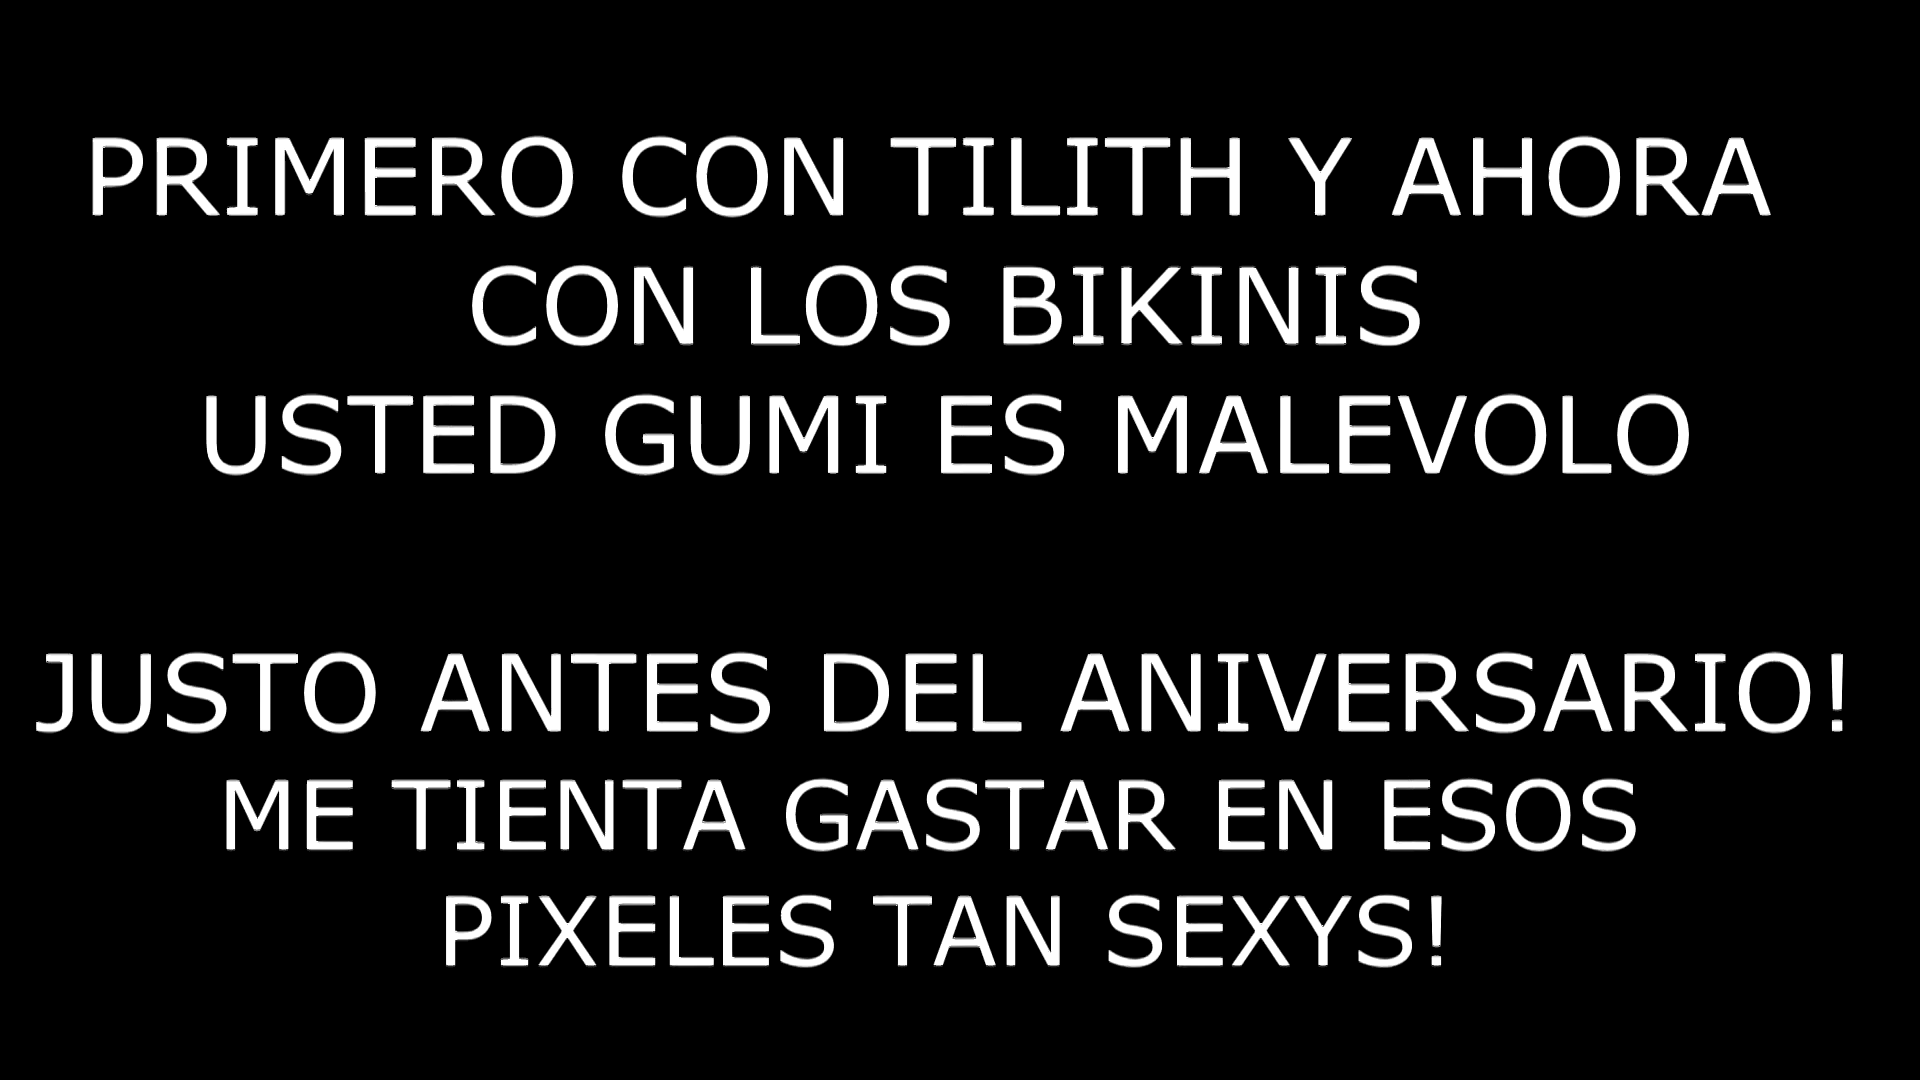 PRIMERO CON TILITH Y AHORA
CON LOS BIKINIS
USTED GUMI ES MALEVOLO
JUSTO ANTES DEL ANIVERSARIO!
ME TIENTA GASTAR EN ESOS
PIXELES TAN SEXYS!